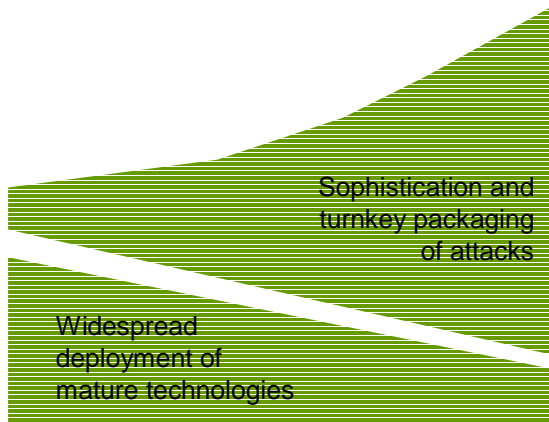 Sophistication and
turnkey packaging
of attacks
Widespread
deployment of
mature technologies